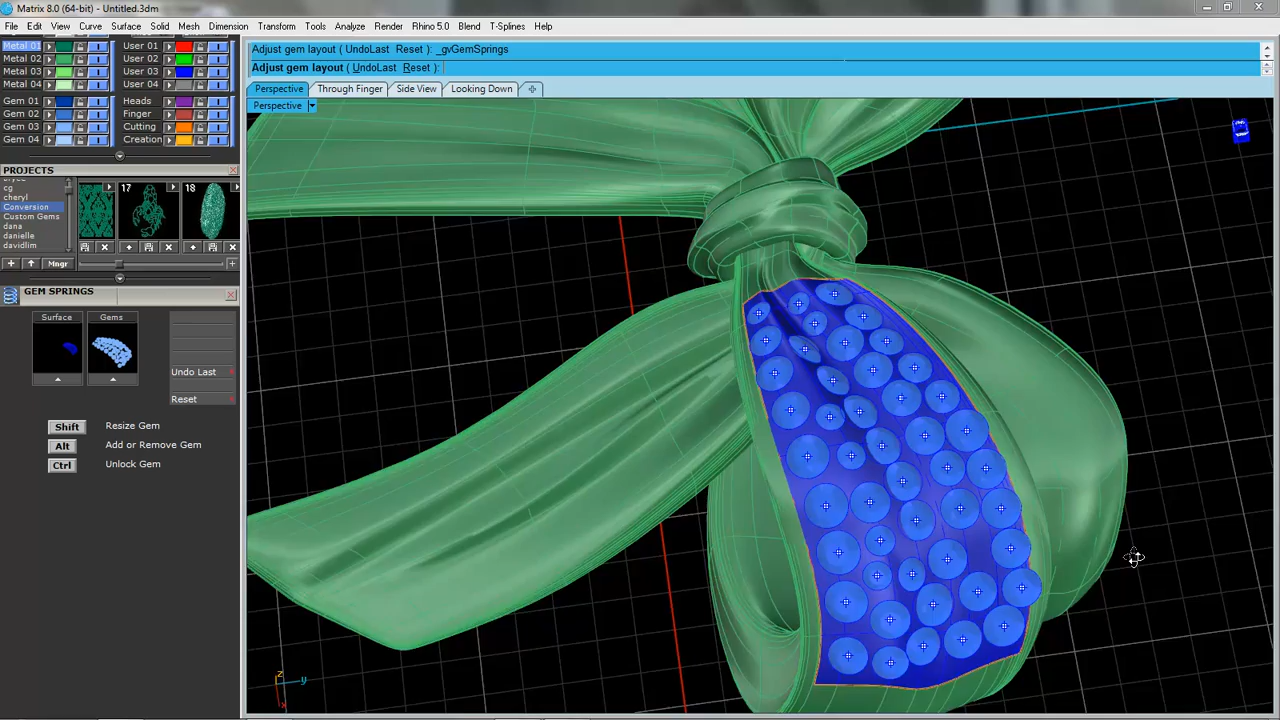 Matrix 8.0 (64-bit) - Untitled.3dm
File Edit View Curve Surface Solid Mesh Dimension Transform Tools Analyze Render Rhino 5.0 Blend T-Splines Help
Metal 01 User 01
Metal 02 User 02
Metal 03 User 03
Metal 04 User 04
Gem 01 Heads
Gem 02 Finger
Gem 03 Cutting
Gem 04 Creation
PROJECTS
cg
cheryl
Conversion
Custom Gems
dana
danielle
davidlim
17 18
Mngr
GEM SPRINGS
Surface Gems
Undo Last
Reset
Shift Resize Gem
Alt Add or Remove Gem
Ctrl Unlock Gem
Adjust gem layout ( UndoLast Reset ): _gvGemSprings
Adjust gem layout ( UndoLast Reset ):
Perspective Through Finger Side View Looking Down
Perspective
z
y
x